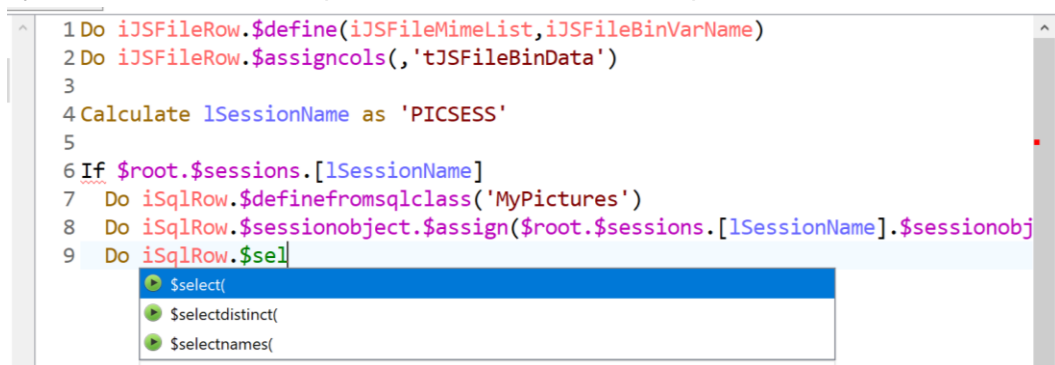 1 Do iJSFileRow.$define(iJSFileMimeList,iJSFileBinVarName)
2 Do iJSFileRow.$assigncols(,'tJSFileBinData')
3
4 Calculate lSessionName as 'PICSESS'
5
6 If $root.$sessions.[lSessionName]
7 Do iSqlRow.$definefromsqlclass('MyPictures')
8 Do iSqlRow.$sessionobject.$assign($root.$sessions.[lSessionName].$sessionobj
9 Do iSqlRow.$sel
$select(
$selectdistinct(
$selectnames(